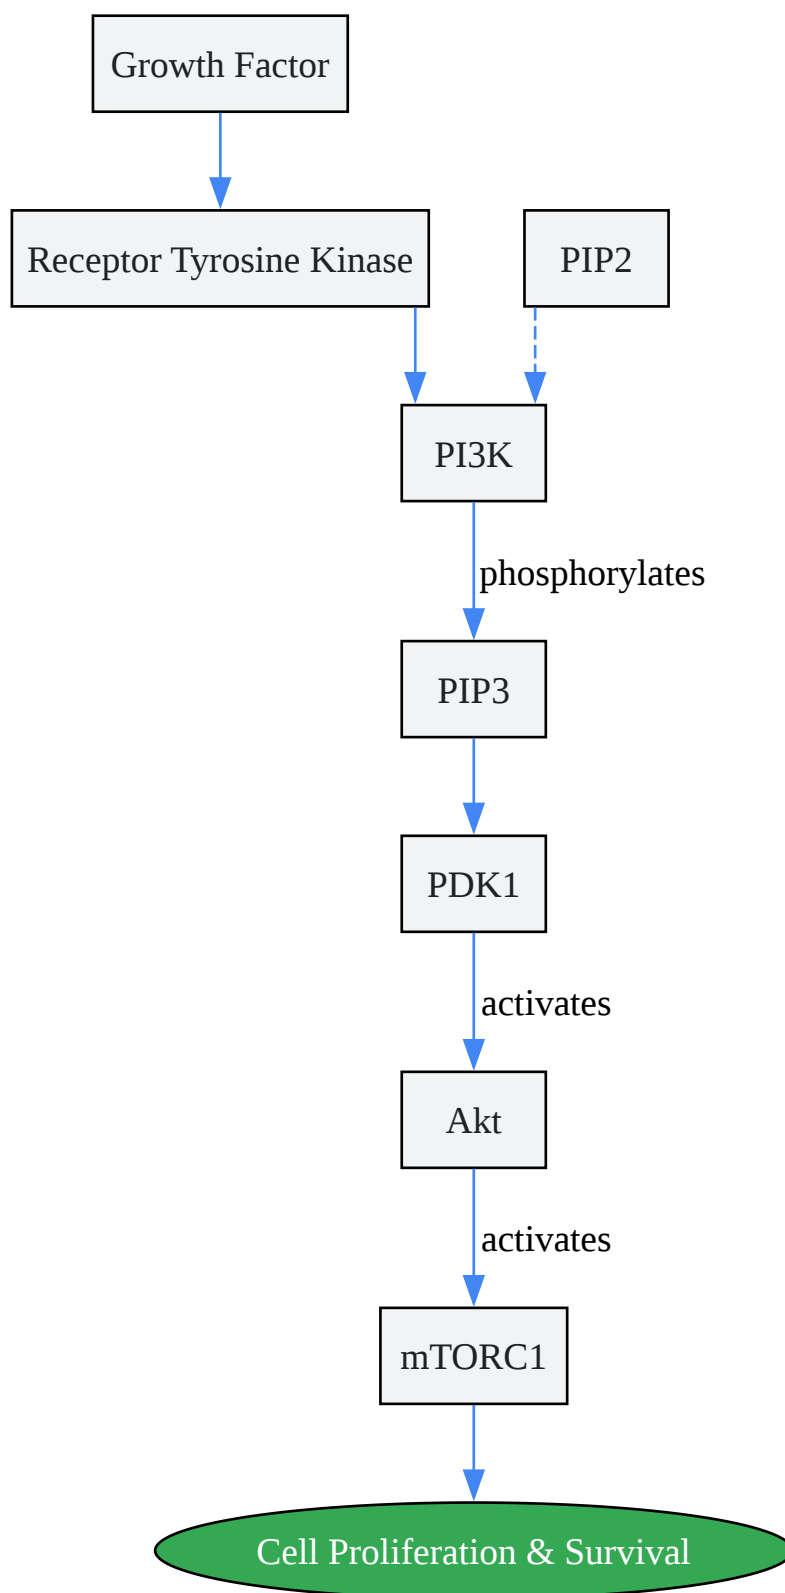 Growth Factor
Receptor Tyrosine Kinase
PIP2
PI3K
phosphorylates
PIP3
PDK1
activates
Akt
activates
mTORC1
Cell Proliferation & Survival